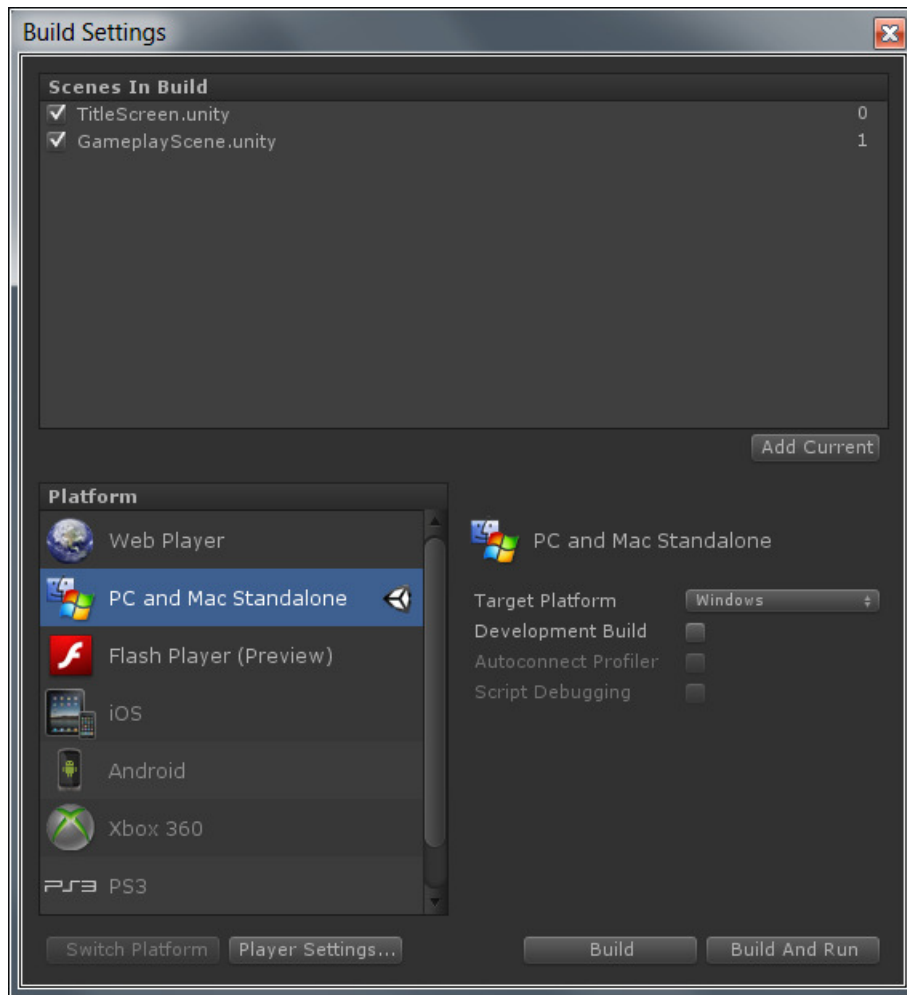 Build Settings
Scenes In Build
TitleScreen.unity 0
GameplayScene.unity 1
Add Current
Platform
Web Player
PC and Mac Standalone
Flash Player (Preview)
iOS
Android
Xbox 360
PS3 PS3
PC and Mac Standalone
Target Platform Windows
Development Build
Autoconnect Profiler
Script Debugging
Switch Platform Player Settings... Build Build And Run